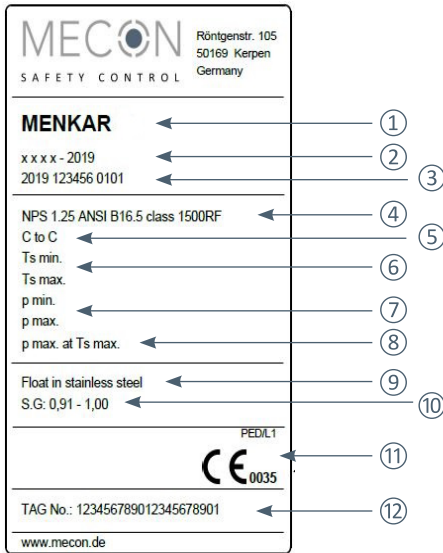 MECON
SAFETY CONTROL
Röntgenstr. 105
50169 Kerpen
Germany
MENKAR ①
x x x x - 2019 ②
2019 123456 0101 ③
NPS 1.25 ANSI B16.5 class 1500RF ④
C to C ⑤
Ts min.
⑥
Ts max.
p min.
⑦
p max.
p max. at Ts max. ⑧
Float in stainless steel ⑨
S.G: 0,91 - 1,00 ⑩
PED/L1
CE 0035 ⑪
TAG No.: 123456789012345678901 ⑫
www.mecon.de